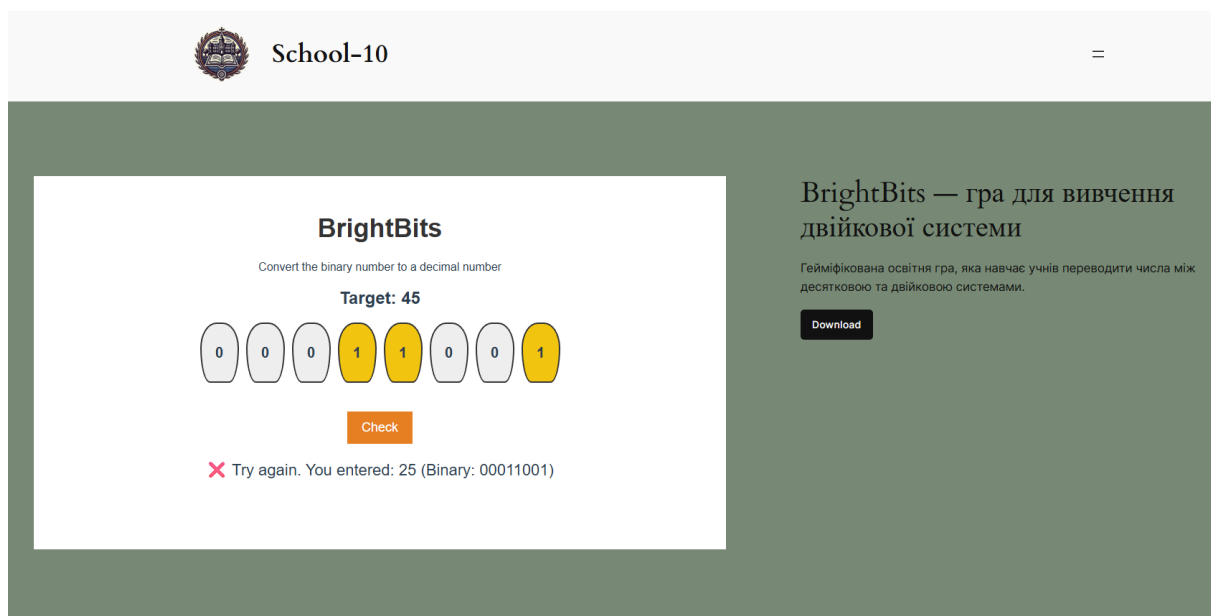 School-10
BrightBits
Convert the binary number to a decimal number
Target: 45
0 0 0 1 1 0 0 1
Check
❌ Try again. You entered: 25 (Binary: 00011001)
BrightBits — гра для вивчення
двійкової системи
Гейміфікована освітня гра, яка навчає учнів переводити числа між
десятковою та двійковою системами.
Download